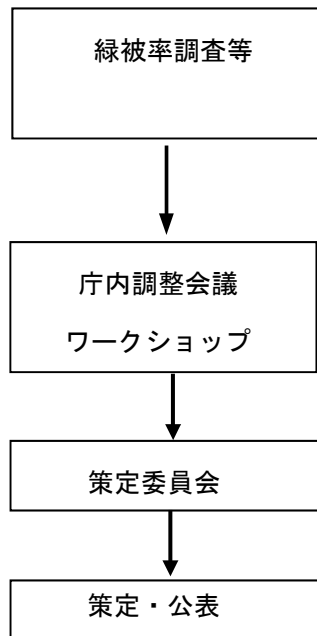 緑被率調査等
庁内調整会議
ワークショップ
策定委員会
策定・公表